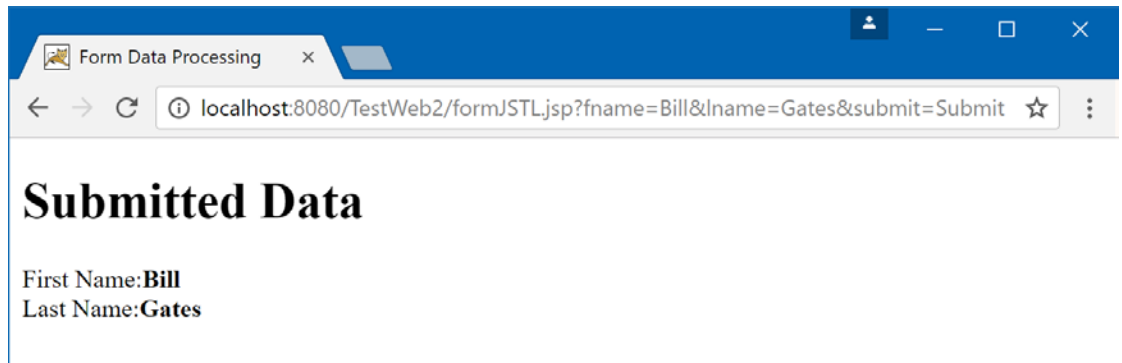 Form Data Processing
localhost:8080/TestWeb2/formJSTL.jsp?fname=Bill&lname=Gates&submit=Submit
Submitted Data
First Name:Bill
Last Name:Gates